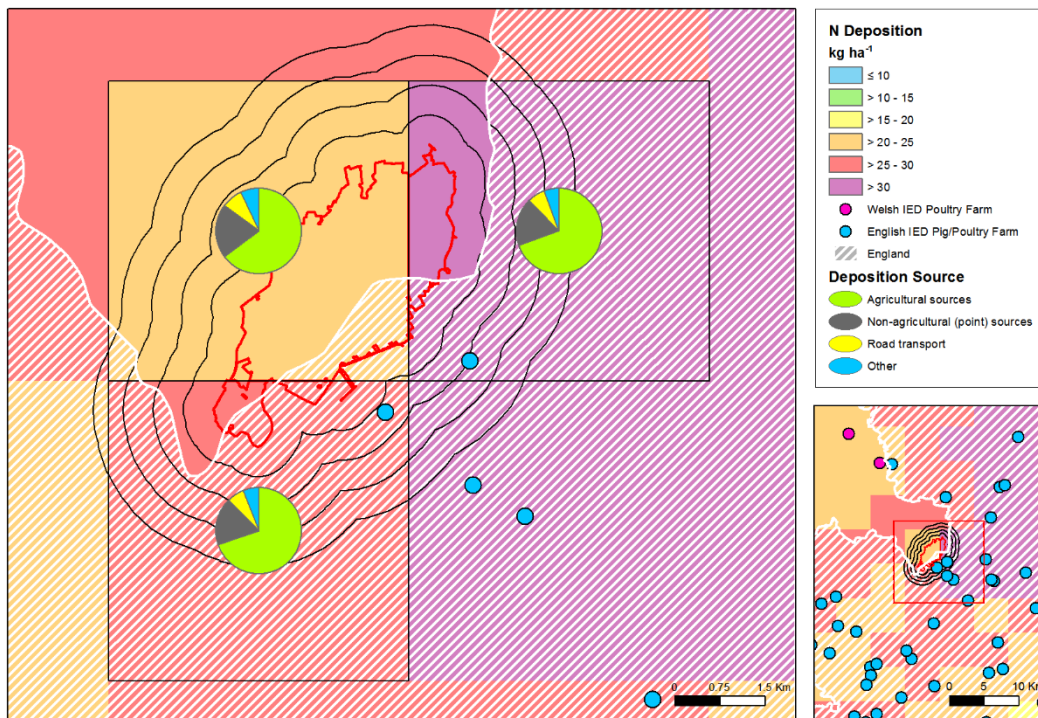 N Deposition
kg ha⁻¹
≤ 10
> 10 - 15
> 15 - 20
> 20 - 25
> 25 - 30
> 30
Welsh IED Poultry Farm
English IED Pig/Poultry Farm
England
Deposition Source
Agricultural sources
Non-agricultural (point) sources
Road transport
Other
0 0.75 1.5 Km
0 5 10 Km